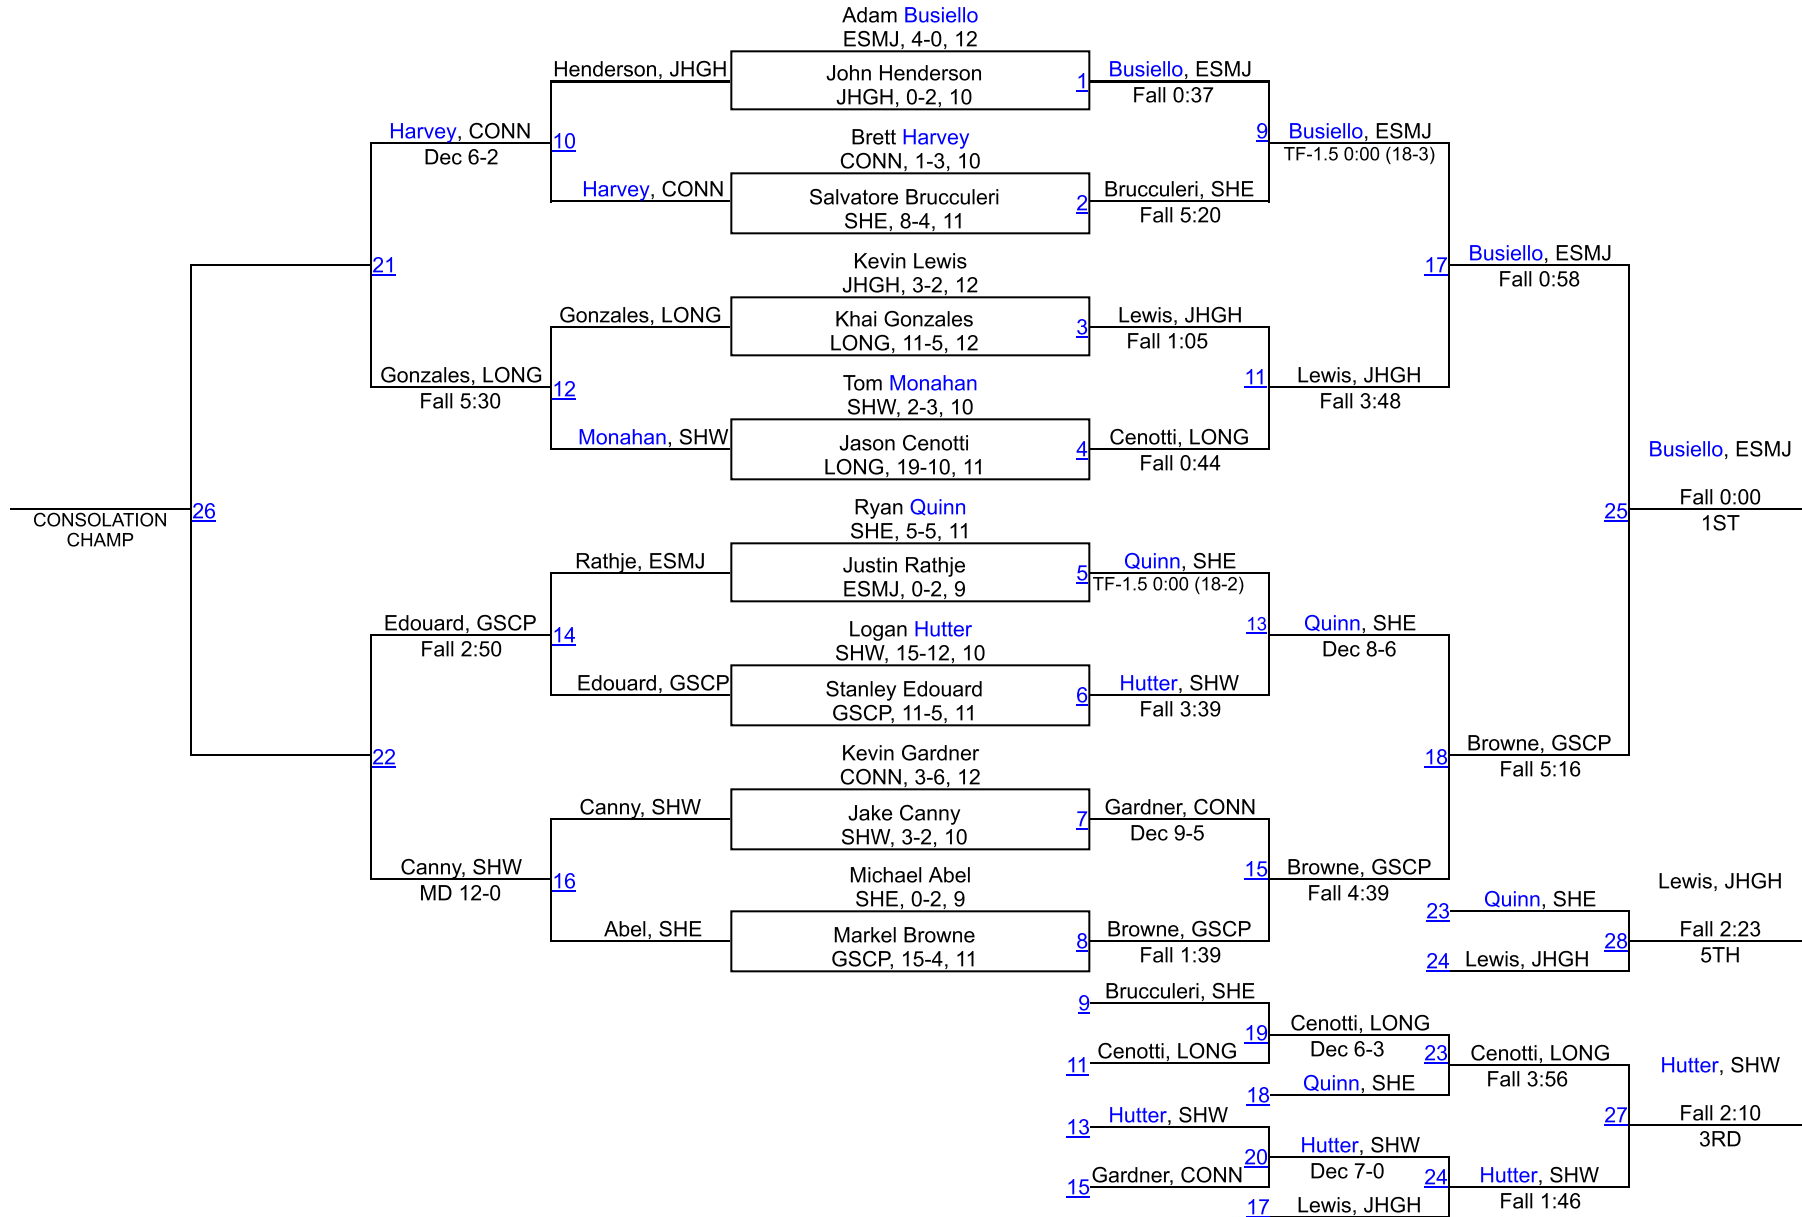 Adam Busiello
ESMJ, 4-0, 12
Henderson, JHGH
John Henderson
JHGH, 0-2, 10
1
Busiello, ESMJ
Fall 0:37
Harvey, CONN
Dec 6-2
10
Brett Harvey
CONN, 1-3, 10
9
Busiello, ESMJ
TF-1.5 0:00 (18-3)
Harvey, CONN
Salvatore Brucculeri
SHE, 8-4, 11
2
Brucculeri, SHE
Fall 5:20
21
Kevin Lewis
JHGH, 3-2, 12
17
Busiello, ESMJ
Fall 0:58
Gonzales, LONG
Khai Gonzales
LONG, 11-5, 12
3
Lewis, JHGH
Fall 1:05
Gonzales, LONG
Fall 5:30
12
Tom Monahan
SHW, 2-3, 10
11
Lewis, JHGH
Fall 3:48
Monahan, SHW
Jason Cenotti
LONG, 19-10, 11
4
Cenotti, LONG
Fall 0:44
Busiello, ESMJ
CONSOLATION
CHAMP
26
Ryan Quinn
SHE, 5-5, 11
25
Fall 0:00
1ST
Rathje, ESMJ
Justin Rathje
ESMJ, 0-2, 9
5
Quinn, SHE
TF-1.5 0:00 (18-2)
Edouard, GSCP
Fall 2:50
14
Logan Hutter
SHW, 15-12, 10
13
Quinn, SHE
Dec 8-6
Edouard, GSCP
Stanley Edouard
GSCP, 11-5, 11
6
Hutter, SHW
Fall 3:39
22
Kevin Gardner
CONN, 3-6, 12
18
Browne, GSCP
Fall 5:16
Canny, SHW
Jake Canny
SHW, 3-2, 10
7
Gardner, CONN
Dec 9-5
Canny, SHW
MD 12-0
16
Michael Abel
SHE, 0-2, 9
15
Browne, GSCP
Fall 4:39
Abel, SHE
Markel Browne
GSCP, 15-4, 11
8
Browne, GSCP
Fall 1:39
23
Quinn, SHE
24
Lewis, JHGH
28
Lewis, JHGH
Fall 2:23
5TH
9
Brucculeri, SHE
11
Cenotti, LONG
19
Cenotti, LONG
Dec 6-3
18
Quinn, SHE
23
Cenotti, LONG
Fall 3:56
13
Hutter, SHW
15
Gardner, CONN
20
Hutter, SHW
Dec 7-0
17
Lewis, JHGH
24
Hutter, SHW
Fall 1:46
27
Hutter, SHW
Fall 2:10
3RD